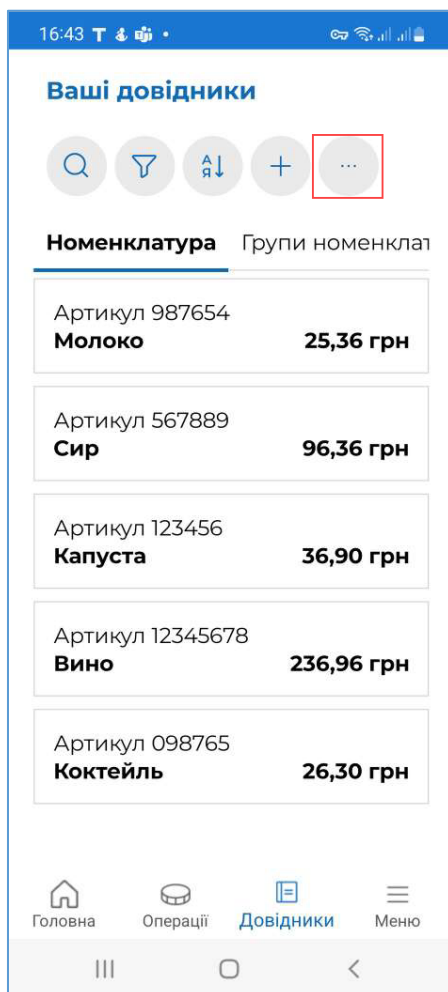 16:43
Ваші довідники
Номенклатура Групи номенклат
Артикул 987654
Молоко 25,36 грн
Артикул 567889
Сир 96,36 грн
Артикул 123456
Капуста 36,90 грн
Артикул 12345678
Вино 236,96 грн
Артикул 098765
Коктейль 26,30 грн
Головна Операції Довідники Меню